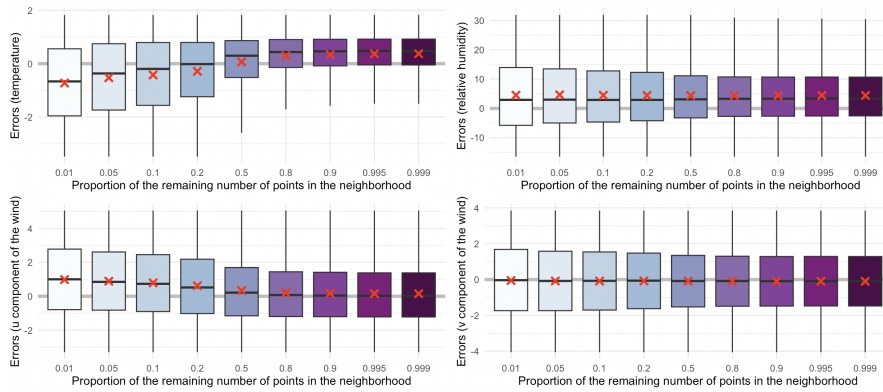 Errors (temperature)
2
0
-2
0.01 0.05 0.1 0.2 0.5 0.8 0.9 0.995 0.999
Proportion of the remaining number of points in the neighborhood
Errors (relative humidity)
30
20
10
0
-10
0.01 0.05 0.1 0.2 0.5 0.8 0.9 0.995 0.999
Proportion of the remaining number of points in the neighborhood
Errors (u component of the wind)
4
2
0
-2
0.01 0.05 0.1 0.2 0.5 0.8 0.9 0.995 0.999
Proportion of the remaining number of points in the neighborhood
Errors (v component of the wind)
4
2
0
-2
-4
0.01 0.05 0.1 0.2 0.5 0.8 0.9 0.995 0.999
Proportion of the remaining number of points in the neighborhood